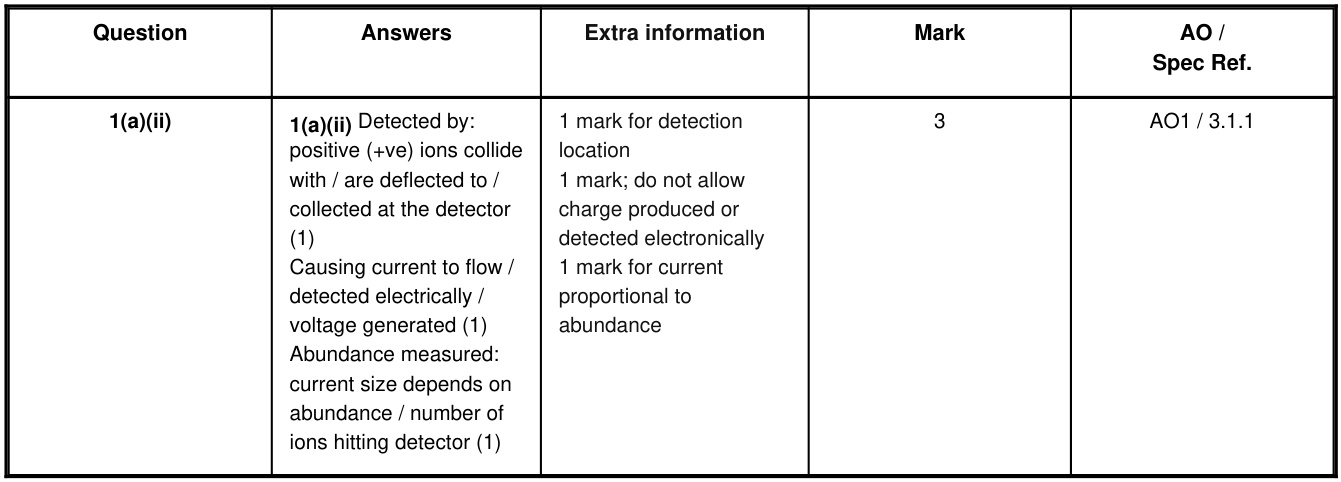 Question Answers Extra information Mark AO /
Spec Ref.
1(a)(ii)
1(a)(ii) Detected by:
positive (+ve) ions collide
with / are deflected to /
collected at the detector
(1)
Causing current to flow /
detected electrically /
voltage generated (1)
Abundance measured:
current size depends on
abundance / number of
ions hitting detector (1)
1 mark for detection
location
1 mark; do not allow
charge produced or
detected electronically
1 mark for current
proportional to
abundance
3
AO1 / 3.1.1